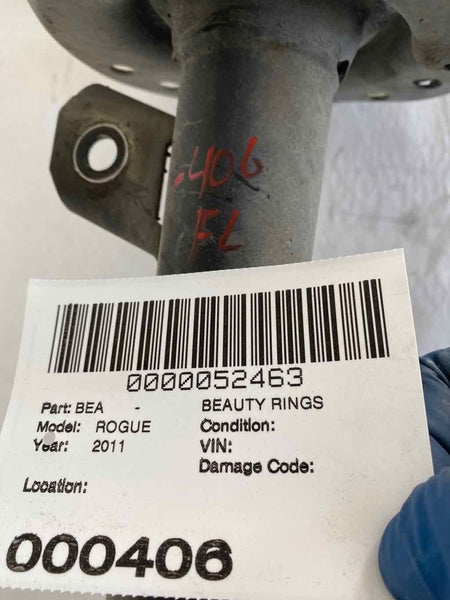 -406
FL
0000052463
Part: BEA - BEAUTY RINGS
Model: ROGUE Condition:
Year: 2011 VIN:
Damage Code:
Location:
000406